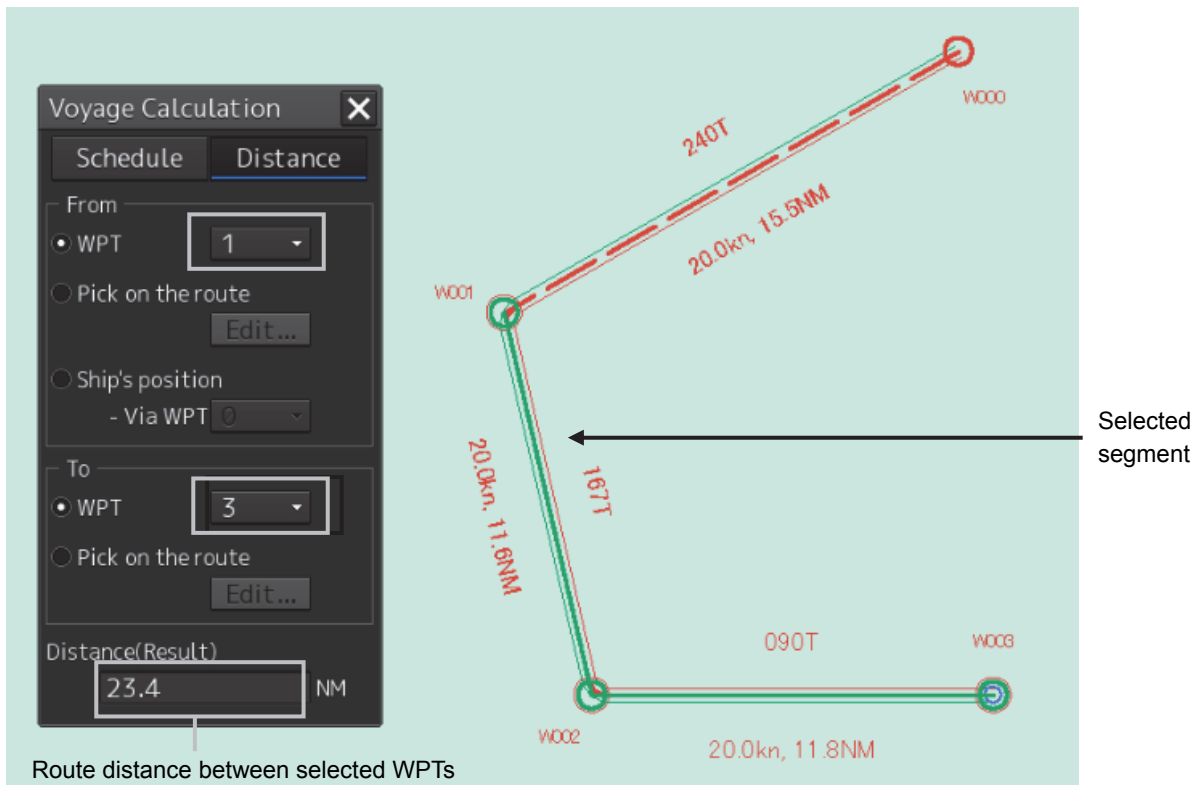 Voyage Calculation
Schedule Distance
From
WPT 1
Pick on the route
Edit...
Ship's position
- Via WPT 0
To
WPT 3
Pick on the route
Edit...
Distance(Result)
23.4 NM
Route distance between selected WPTs
W000
240T
20.0kn, 15.5NM
W001
167T
20.0kn, 11.6NM
Selected
segment
090T
W003
W002
20.0kn, 11.8NM